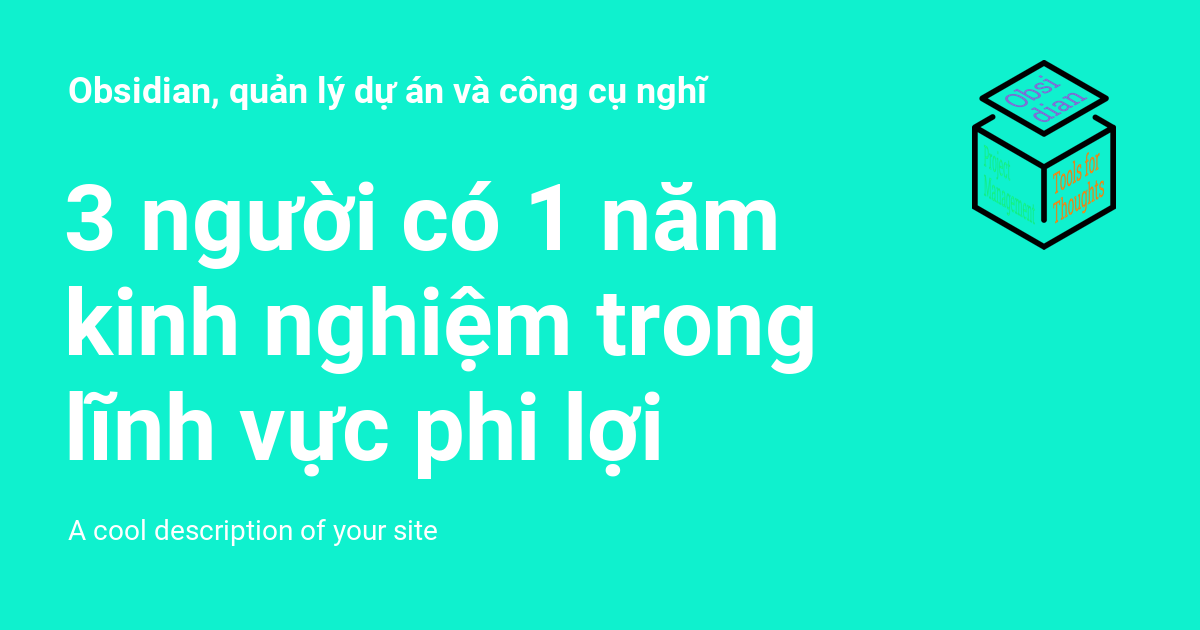 Obsidian, quản lý dự án và công cụ nghĩ
Obsi
dian
Project
Management
Tools for
Thoughts
3 người có 1 năm
kinh nghiệm trong
lĩnh vực phi lợi
A cool description of your site